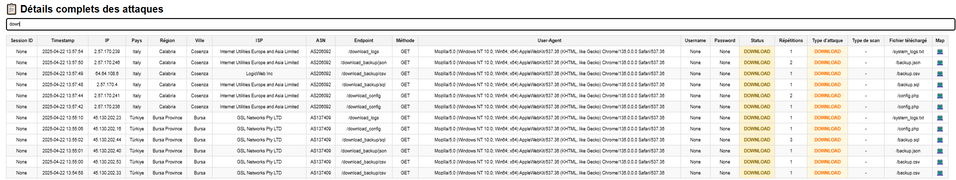 Détails complets des attaques
down
Session ID Timestamp IP Pays Région Ville ISP ASN Endpoint Méthode User-Agent Username Password Status Répétitions Type d'attaque Type de scan Fichier téléchargé Map
None 2025-04-22 13:57:54 2.57.170.239 Italy Calabria Cosenza Internet Utilities Europe and Asia Limited AS206092 /download_logs GET Mozilla/5.0 (Windows NT 10.0; Win64; x64) AppleWebKit/537.36 (KHTML, like Gecko) Chrome/135.0.0.0 Safari/537.36 None None DOWNLOAD 1 DOWNLOAD - /system_logs.txt
None 2025-04-22 13:57:50 2.57.170.246 Italy Calabria Cosenza Internet Utilities Europe and Asia Limited AS206092 /download_backup/json GET Mozilla/5.0 (Windows NT 10.0; Win64; x64) AppleWebKit/537.36 (KHTML, like Gecko) Chrome/135.0.0.0 Safari/537.36 None None DOWNLOAD 2 DOWNLOAD - /backup.json
None 2025-04-22 13:57:49 64.64.108.6 Italy Calabria Cosenza LogicWeb Inc AS206092 /download_backup/csv GET Mozilla/5.0 (Windows NT 10.0; Win64; x64) AppleWebKit/537.36 (KHTML, like Gecko) Chrome/135.0.0.0 Safari/537.36 None None DOWNLOAD 1 DOWNLOAD - /backup.csv
None 2025-04-22 13:57:45 2.57.170.4 Italy Calabria Cosenza Internet Utilities Europe and Asia Limited AS206092 /download_backup/sql GET Mozilla/5.0 (Windows NT 10.0; Win64; x64) AppleWebKit/537.36 (KHTML, like Gecko) Chrome/135.0.0.0 Safari/537.36 None None DOWNLOAD 1 DOWNLOAD - /backup.sql
None 2025-04-22 13:57:44 2.57.170.241 Italy Calabria Cosenza Internet Utilities Europe and Asia Limited AS206092 /download_config GET Mozilla/5.0 (Windows NT 10.0; Win64; x64) AppleWebKit/537.36 (KHTML, like Gecko) Chrome/135.0.0.0 Safari/537.36 None None DOWNLOAD 2 DOWNLOAD - /config.php
None 2025-04-22 13:57:42 2.57.170.236 Italy Calabria Cosenza Internet Utilities Europe and Asia Limited AS206092 /download_config GET Mozilla/5.0 (Windows NT 10.0; Win64; x64) AppleWebKit/537.36 (KHTML, like Gecko) Chrome/135.0.0.0 Safari/537.36 None None DOWNLOAD 1 DOWNLOAD - /config.php
None 2025-04-22 13:55:10 45.130.202.23 Türkiye Bursa Province Bursa GSL Networks Pty LTD AS137409 /download_logs GET Mozilla/5.0 (Windows NT 10.0; Win64; x64) AppleWebKit/537.36 (KHTML, like Gecko) Chrome/135.0.0.0 Safari/537.36 None None DOWNLOAD 1 DOWNLOAD - /system_logs.txt
None 2025-04-22 13:55:06 45.130.202.22 Türkiye Bursa Province Bursa GSL Networks Pty LTD AS137409 /download_config GET Mozilla/5.0 (Windows NT 10.0; Win64; x64) AppleWebKit/537.36 (KHTML, like Gecko) Chrome/135.0.0.0 Safari/537.36 None None DOWNLOAD 1 DOWNLOAD - /config.php
None 2025-04-22 13:55:02 45.130.202.44 Türkiye Bursa Province Bursa GSL Networks Pty LTD AS137409 /download_backup/sql GET Mozilla/5.0 (Windows NT 10.0; Win64; x64) AppleWebKit/537.36 (KHTML, like Gecko) Chrome/135.0.0.0 Safari/537.36 None None DOWNLOAD 3 DOWNLOAD - /backup.sql
None 2025-04-22 13:55:01 45.130.202.40 Türkiye Bursa Province Bursa GSL Networks Pty LTD AS137409 /download_backup/json GET Mozilla/5.0 (Windows NT 10.0; Win64; x64) AppleWebKit/537.36 (KHTML, like Gecko) Chrome/135.0.0.0 Safari/537.36 None None DOWNLOAD 1 DOWNLOAD - /backup.json
None 2025-04-22 13:55:00 45.130.202.53 Türkiye Bursa Province Bursa GSL Networks Pty LTD AS137409 /download_backup/csv GET Mozilla/5.0 (Windows NT 10.0; Win64; x64) AppleWebKit/537.36 (KHTML, like Gecko) Chrome/135.0.0.0 Safari/537.36 None None DOWNLOAD 1 DOWNLOAD - /backup.csv
None 2025-04-22 13:54:58 45.130.202.33 Türkiye Bursa Province Bursa GSL Networks Pty LTD AS137409 /download_backup/csv GET Mozilla/5.0 (Windows NT 10.0; Win64; x64) AppleWebKit/537.36 (KHTML, like Gecko) Chrome/135.0.0.0 Safari/537.36 None None DOWNLOAD 1 DOWNLOAD - /backup.csv